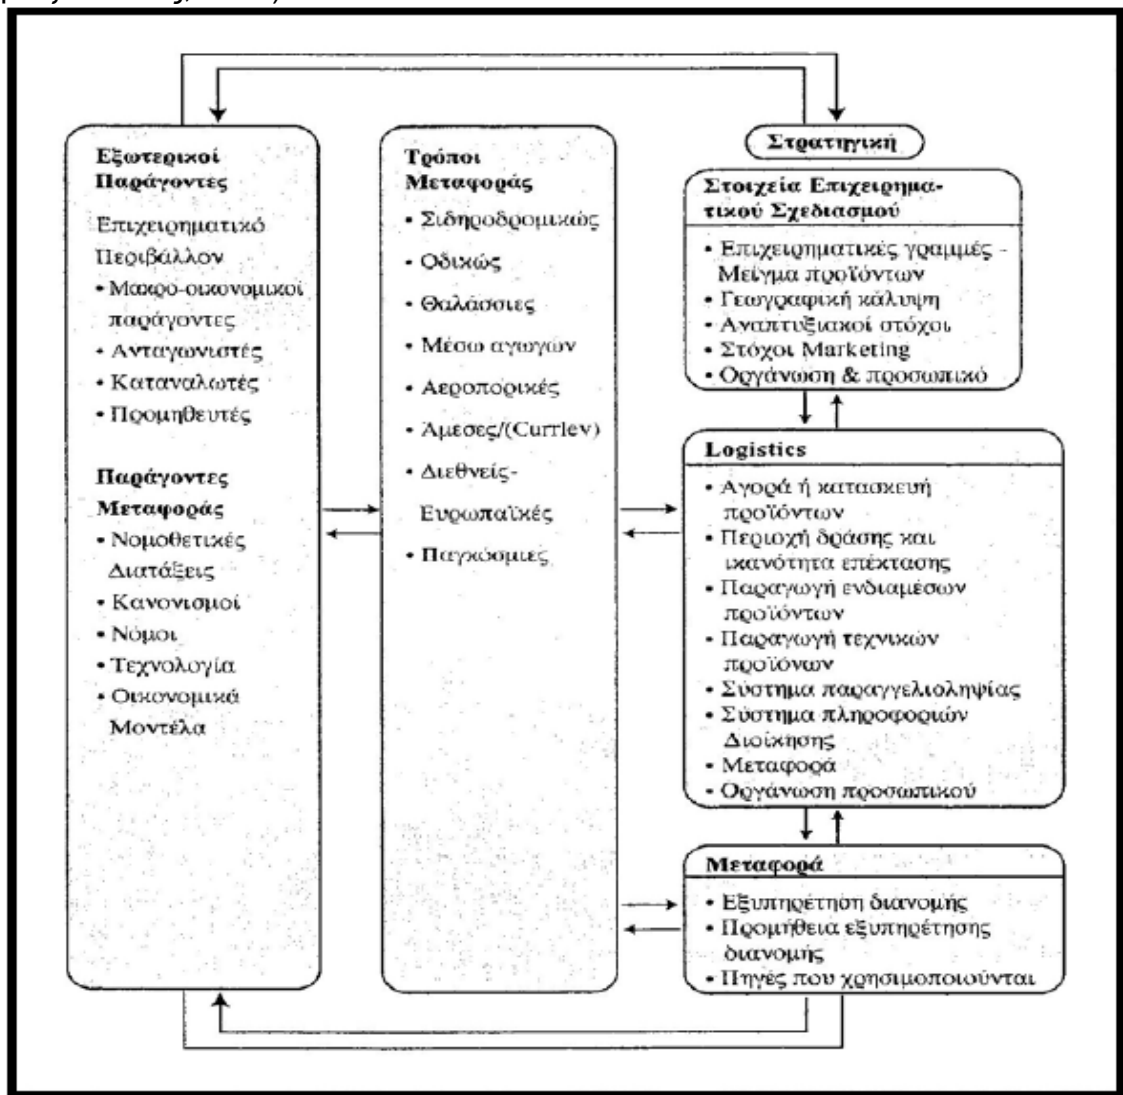 Εξωτερικοί
Παράγοντες
Επιχειρηματικό
Περιβάλλον
• Μακρο-οικονομικοί
παράγοντες
• Ανταγωνιστές
• Καταναλωτές
• Προμηθευτές
Παράγοντες
Μεταφοράς
• Νομοθετικές
Διατάξεις
• Κανονισμοί
• Νόμοι
• Τεχνολογία
• Οικονομικά
Μοντέλα
Τρόποι
Μεταφοράς
• Σιδηροδρομικώς
• Οδικώς
• Θαλάσσιες
• Μέσω αγωγών
• Αεροπορικές
• Άμεσες/(Currlev)
• Διεθνείς-
Ευρωπαϊκές
• Παγκόσμιες
Στρατηγική
Στοιχεία Επιχειρημα-
τικού Σχεδιασμού
• Επιχειρηματικές γραμμές -
Μείγμα προϊόντων
• Γεωγραφική κάλυψη
• Αναπτυξιακοί στόχοι
• Στόχοι Marketing
• Οργάνωση & προσωπικό
Logistics
• Αγορά ή κατασκευή
προϊόντων
• Περιοχή δράσης και
ικανότητα επέκτασης
• Παραγωγή ενδιαμέσων
προϊόντων
• Παραγωγή τεχνικών
προϊόνων
• Σύστημα παραγγελιοληψίας
• Σύστημα πληροφοριών
Διοίκησης
• Μεταφορά
• Οργάνωση προσωπικού
Μεταφορά
• Εξυπηρέτηση διανομής
• Προμήθεια εξυπηρέτησης
διανομής
• Πηγές που χρησιμοποιούνται